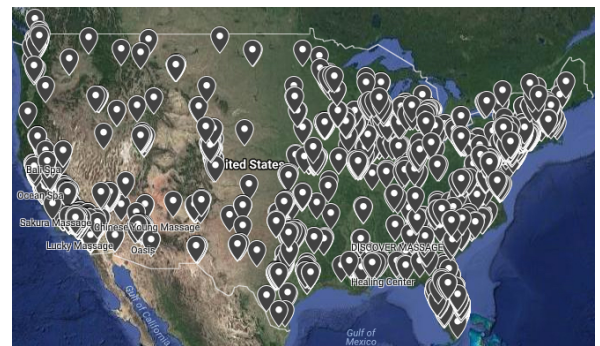 ited States
Bali Spa
Ocean Spa
Sakura Massage
Chinese Young Massage
Lucky Massage
Oasis
DISCOVER MASSAGE
Healing Center
Gulf of
California
Gulf of
Mexico